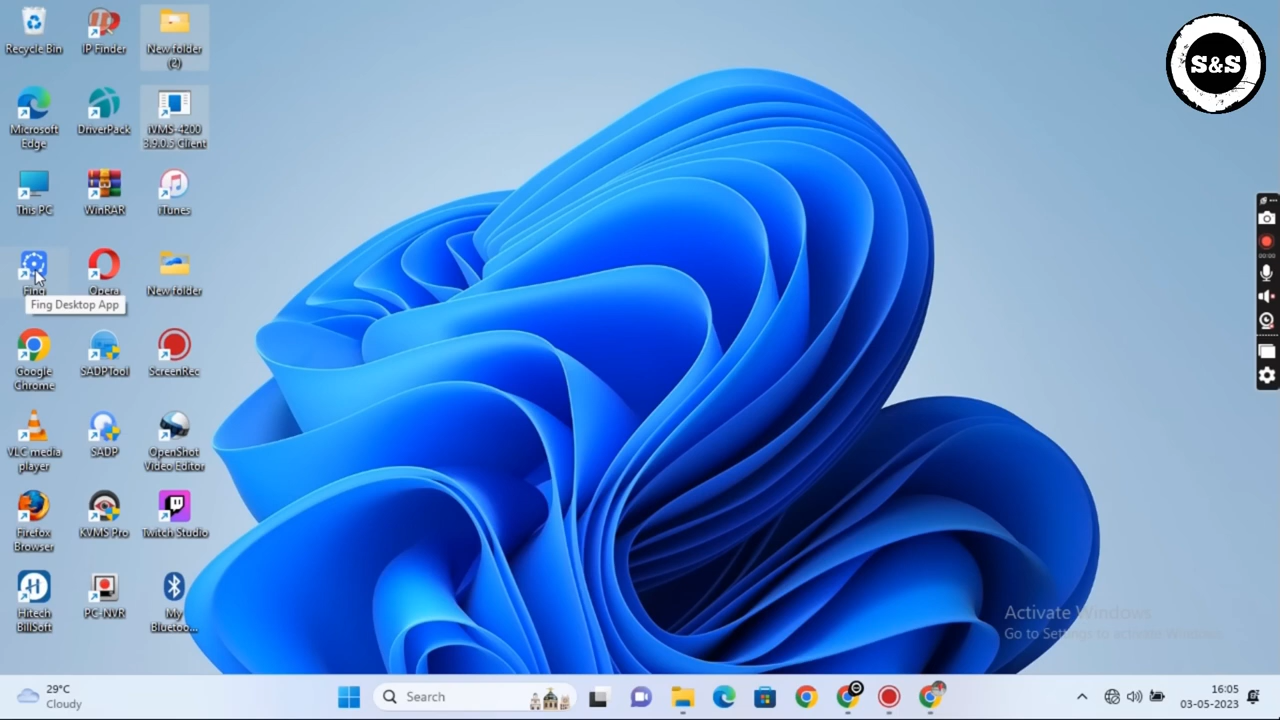 Recycle Bin
IP Finder
New folder
(2)
S&S
Microsoft
Edge
DriverPack
iVMS-4200
3.9.0.5 Client
This PC
WinRAR
iTunes
Fing
Opera
New folder
Fing Desktop App
Google
Chrome
SADPTool
ScreenRec
VLC media
player
SADP
OpenShot
Video Editor
Firefox
Browser
KVMS Pro
Twitch Studio
Hitech
BillSoft
PC-NVR
My
Bluetoo...
00:00
Activate Windows
Go to Settings to activate Windows.
29°C
Cloudy
Search
16:05
03-05-2023